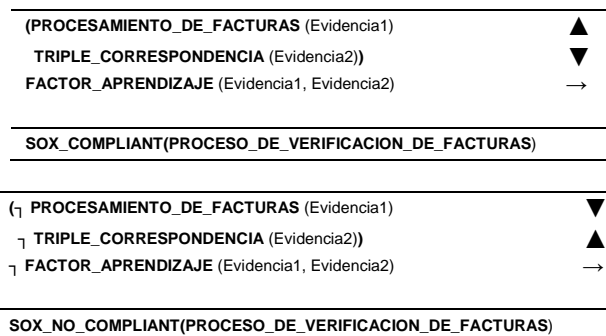 (PROCESAMIENTO_DE_FACTURAS (Evidencia1) ▲
TRIPLE_CORRESPONDENCIA (Evidencia2)) ▼
FACTOR_APRENDIZAJE (Evidencia1, Evidencia2) →
SOX_COMPLIANT(PROCESO_DE_VERIFICACION_DE_FACTURAS)
(┐ PROCESAMIENTO_DE_FACTURAS (Evidencia1) ▼
┐ TRIPLE_CORRESPONDENCIA (Evidencia2)) ▲
┐ FACTOR_APRENDIZAJE (Evidencia1, Evidencia2) →
SOX_NO_COMPLIANT(PROCESO_DE_VERIFICACION_DE_FACTURAS)